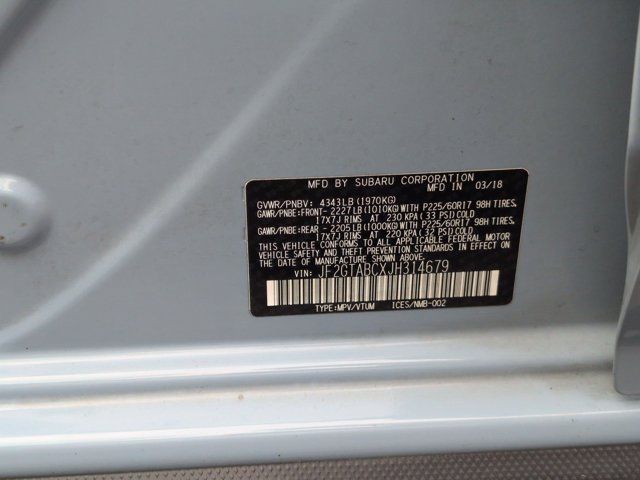 MFD BY SUBARU CORPORATION
MFD IN 03/18
GVWR/PNBV: 4343LB (1970KG)
GAWR/PNBE:FRONT- 2227LB (1010KG) WITH P225/60R17 98H TIRES.
17X7J RIMS AT 230 KPA (33 PSI) COLD
GAWR/PNBE:REAR - 2205LB (1000KG) WITH P225/60R17 98H TIRES.
17X7J RIMS AT 220 KPA (32 PSI) COLD
THIS VEHICLE CONFORMS TO ALL APPLICABLE FEDERAL MOTOR
VEHICLE SAFETY AND THEFT PREVENTION STANDARDS IN EFFECT ON
THE DATE OF MANUFACTURE SHOWN ABOVE.
VIN: JF2GTABCXJH314679
TYPE:MPV/VTUM ICES/NMB-002